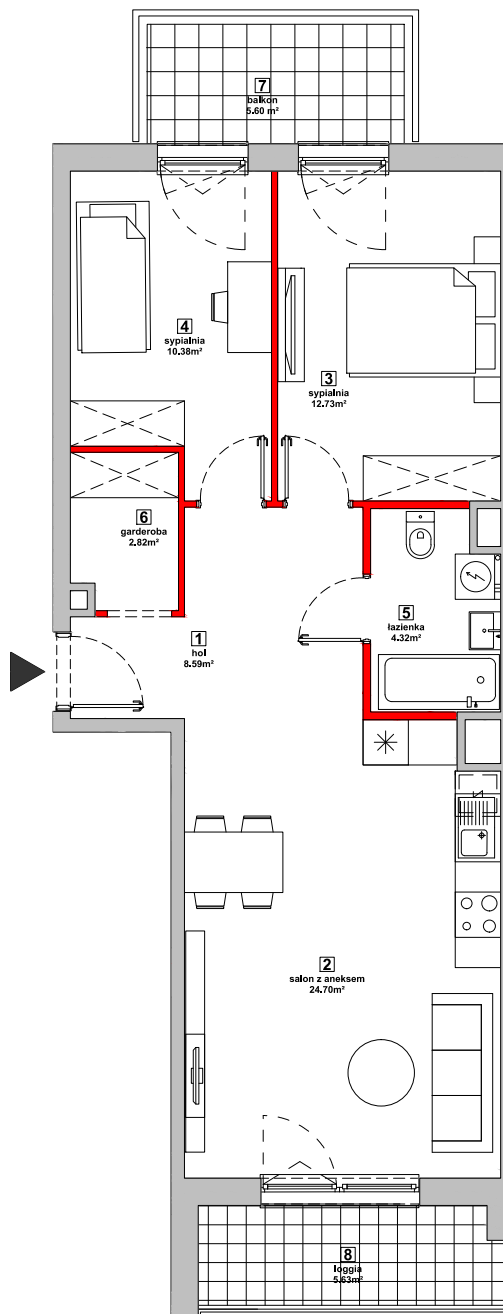 7
balkon
5.60 m²
4
sypialnia
10.38m²
3
sypialnia
12.73m²
6
garderoba
2.82m²
5
łazienka
4.32m²
1
hol
8.59m²
2
salon z aneksem
24.70m²
8
loggia
5.63m²